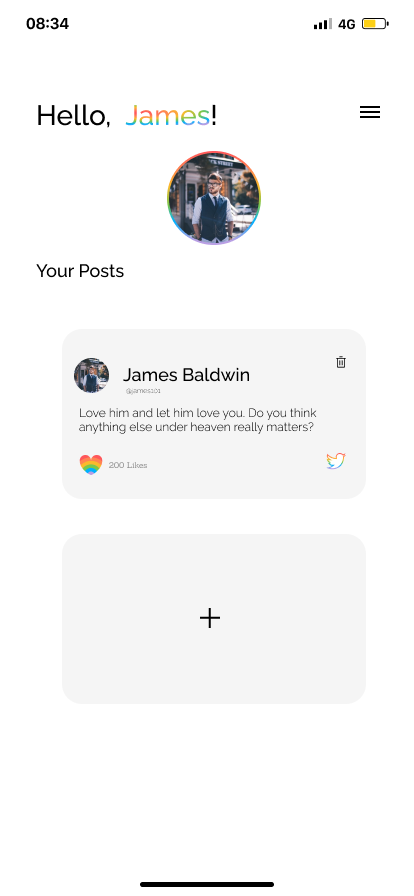 08:34
4G
Hello, James!
Your Posts
James Baldwin
@james101
Love him and let him love you. Do you think
anything else under heaven really matters?
200 Likes